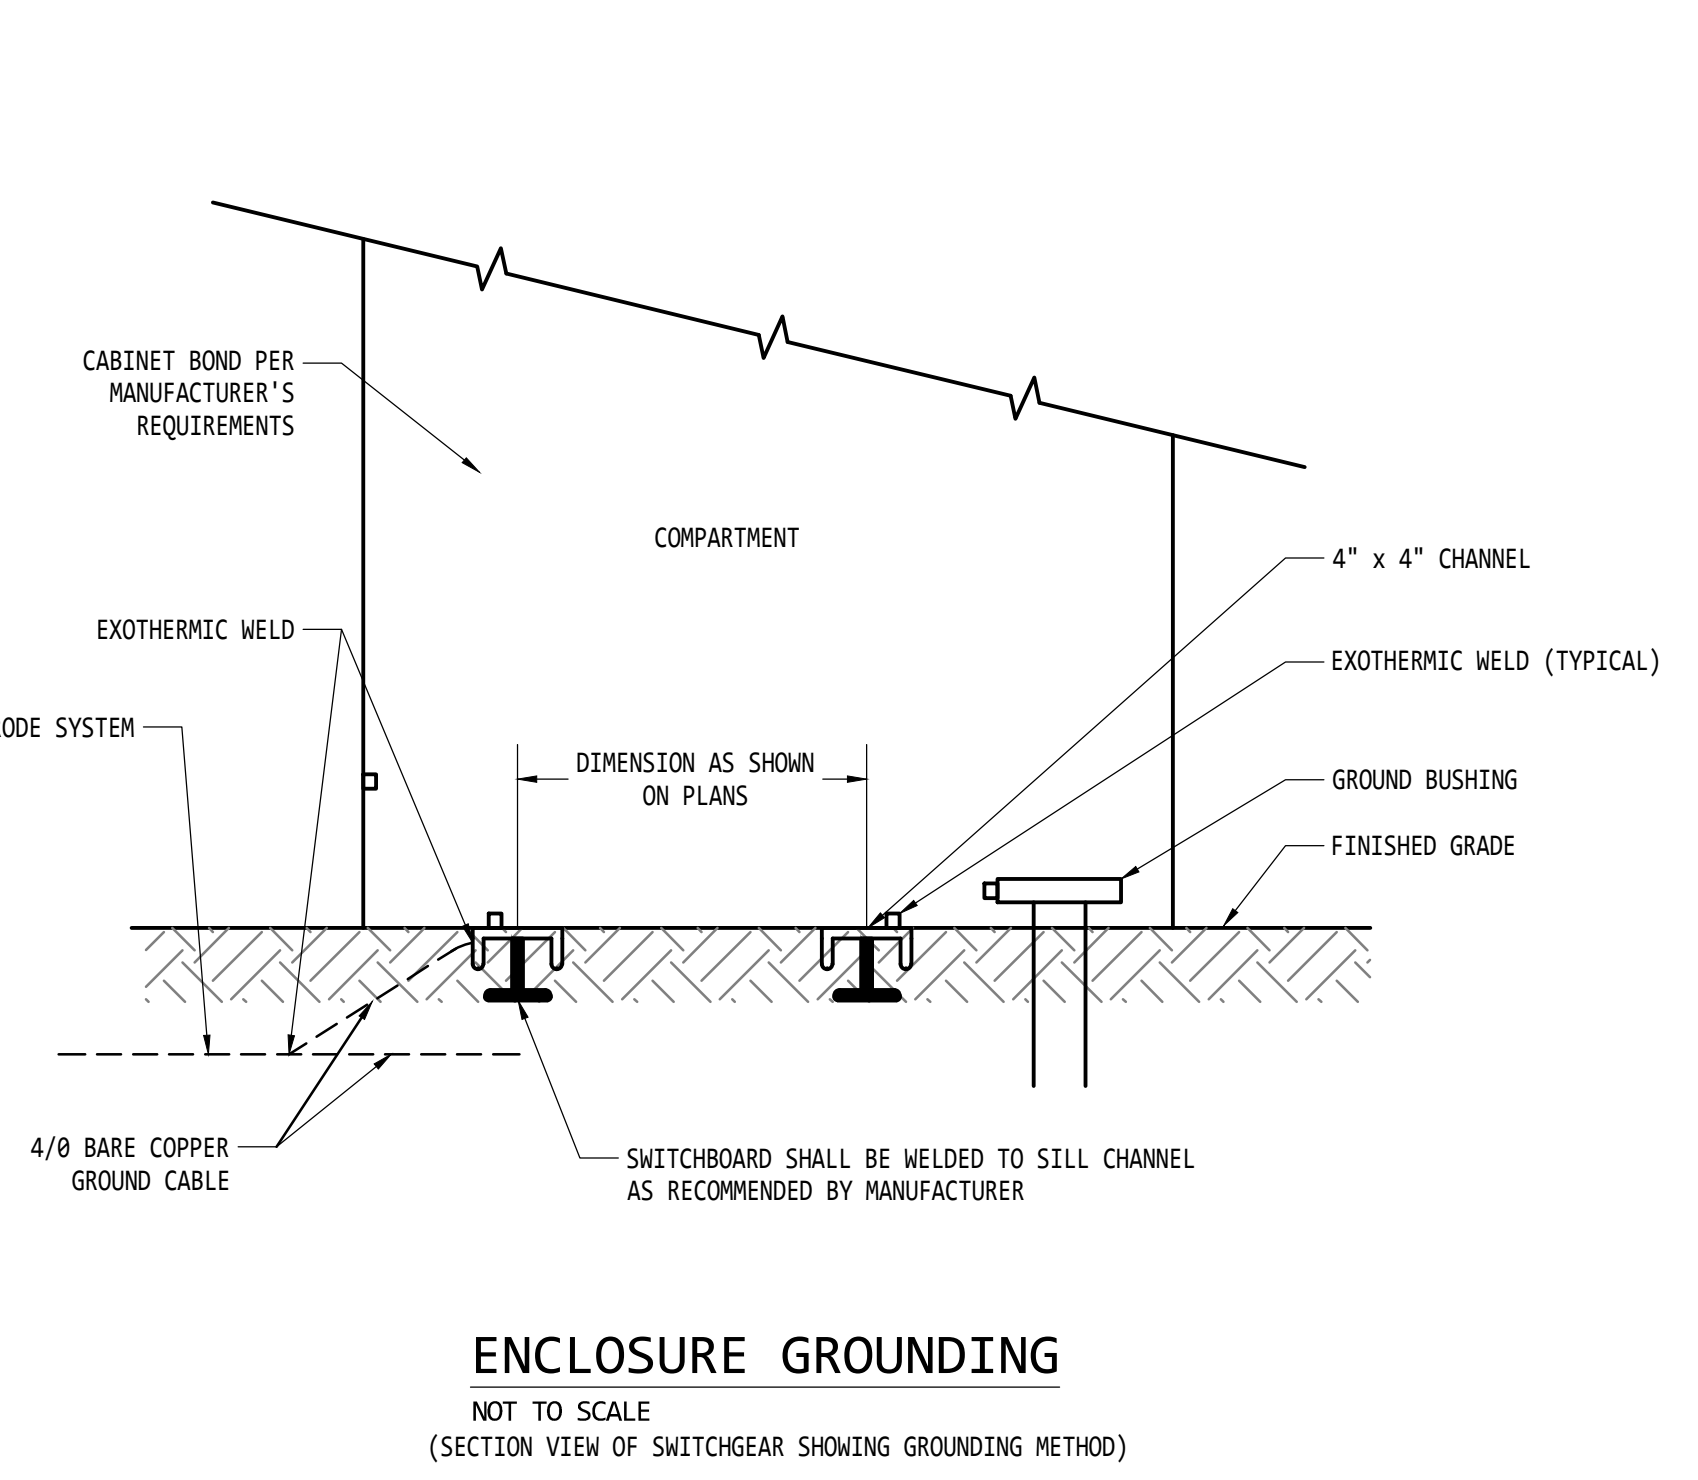 CABINET BOND PER
MANUFACTURER'S
REQUIREMENTS
COMPARTMENT
4" x 4" CHANNEL
EXOTHERMIC WELD
EXOTHERMIC WELD (TYPICAL)
SYSTEM
DIMENSION AS SHOWN
ON PLANS
GROUND BUSHING
FINISHED GRADE
4/0 BARE COPPER
GROUND CABLE
SWITCHBOARD SHALL BE WELDED TO SILL CHANNEL
AS RECOMMENDED BY MANUFACTURER
ENCLOSURE GROUNDING
NOT TO SCALE
(SECTION VIEW OF SWITCHGEAR SHOWING GROUNDING METHOD)